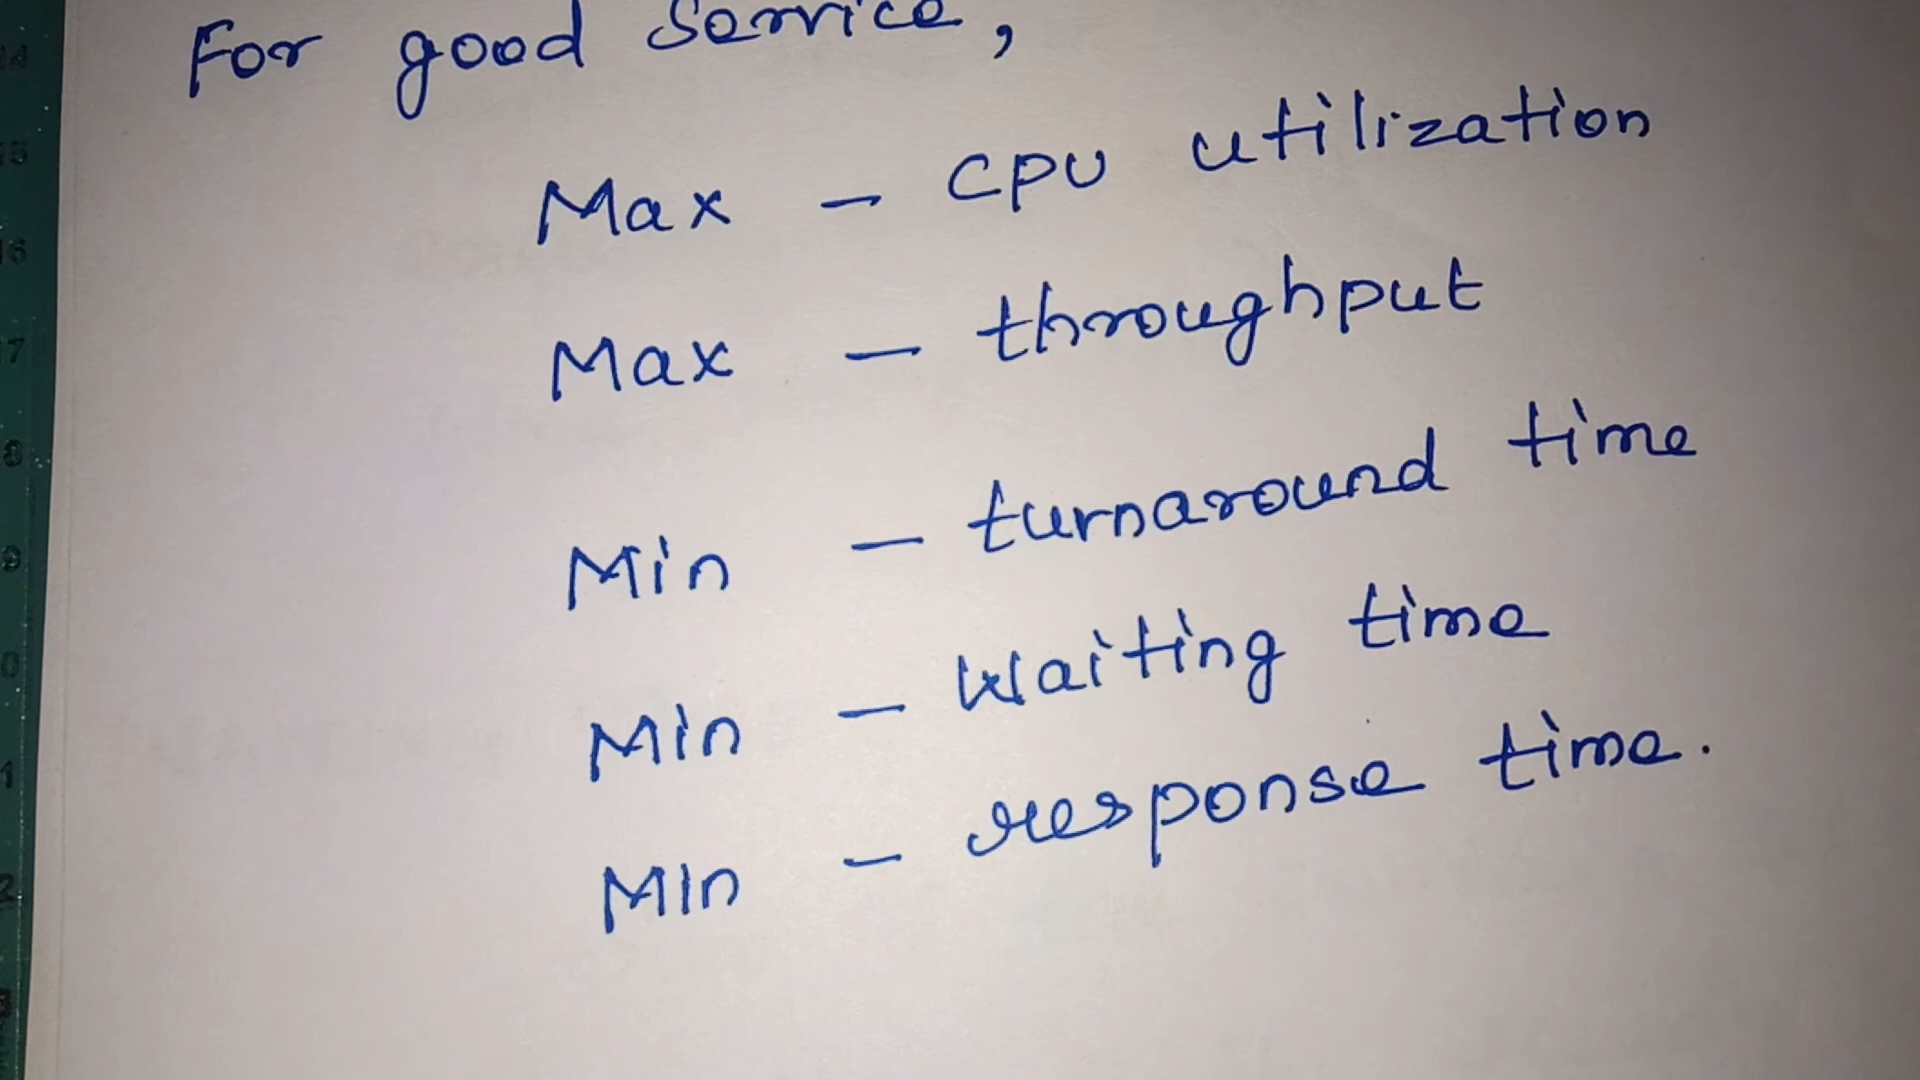 For good service,
Max - CPU utilization
Max - throughput
Min - turnaround time
Min - Waiting time
Min - response time.